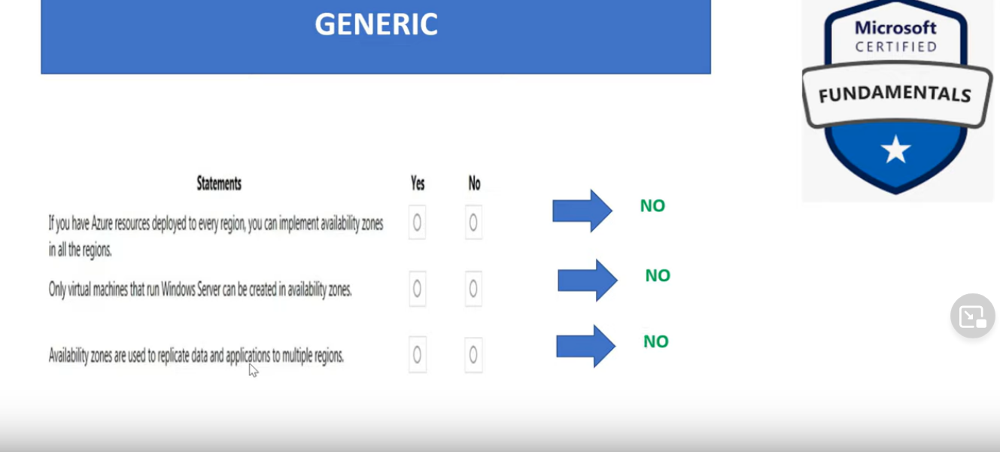 GENERIC
Microsoft
CERTIFIED
FUNDAMENTALS
Statements Yes No
If you have Azure resources deployed to every region, you can implement availability zones NO
in all the regions.
Only virtual machines that run Windows Server can be created in availability zones. NO
Availability zones are used to replicate data and applications to multiple regions. NO